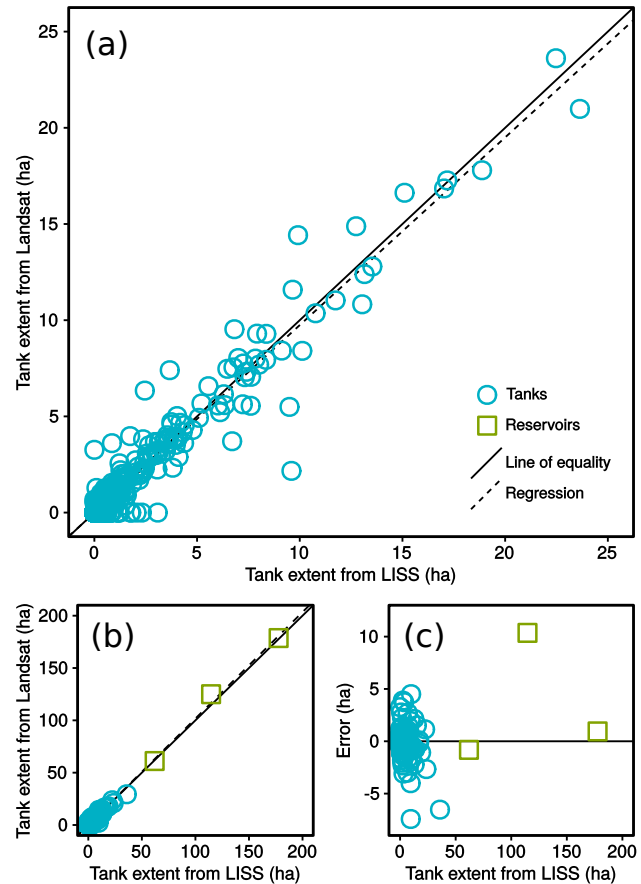 (a)
Tank extent from Landsat (ha)
25
20
15
10
5
0
Tanks
Reservoirs
Line of equality
Regression
0 5 10 15 20 25
Tank extent from LISS (ha)
(b)
Tank extent from Landsat (ha)
200
150
100
50
0
0 50 100 150 200
Tank extent from LISS (ha)
(c)
Error (ha)
10
5
0
-5
0 50 100 150 200
Tank extent from LISS (ha)